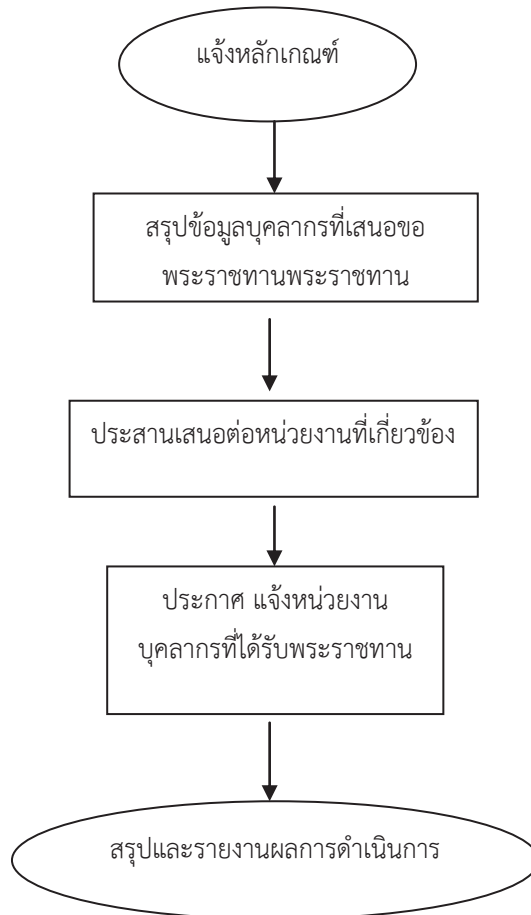 แจ้งหลักเกณฑ์
สรุปข้อมูลบุคลากรที่เสนอขอ
พระราชทานพระราชทาน
ประสานเสนอต่อหน่วยงานที่เกี่ยวข้อง
ประกาศ แจ้งหน่วยงาน
บุคลากรที่ได้รับพระราชทาน
สรุปและรายงานผลการดำเนินการ